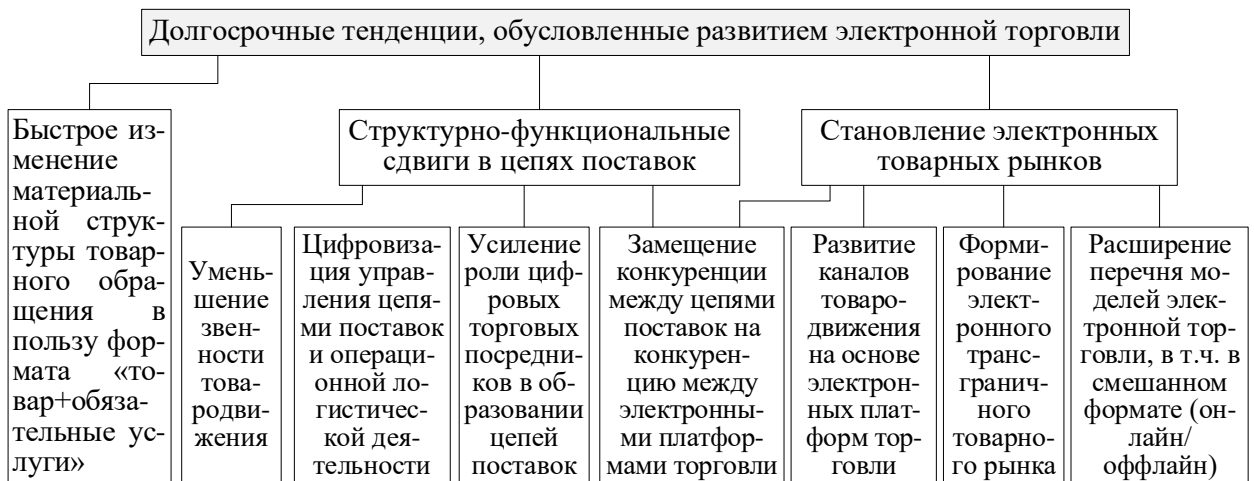 Долгосрочные тенденции, обусловленные развитием электронной торговли
Быстрое из-
менение
материаль-
ной струк-
туры товар-
ного обра-
щения в
пользу фор-
мата «то-
вар+обяза-
тельные ус-
луги»
Структурно-функциональные
сдвиги в цепях поставок
Становление электронных
товарных рынков
Умень-
шение
звен-
ности
това-
родви-
жения
Цифровиза-
ция управ-
ления цепя-
ми поставок
и операци-
онной ло-
гистичес-
кой дея-
тельности
Усиление
роли циф-
ровых
торговых
посредни-
ков в об-
разовании
цепей
поставок
Замещение
конкуренции
между цепями
поставок на
конкурен-
цию между
электронны-
ми платфор-
мами торговли
Развитие
каналов
товаро-
движения
на основе
электрон-
ных плат-
форм тор-
говли
Форми-
рование
элект-
ронного
транс-
гранич-
ного
товарно-
го рынка
Расширение
перечня мо-
делей элек-
тронной тор-
говли, в т.ч. в
смешанном
формате (он-
лайн/
оффлайн)